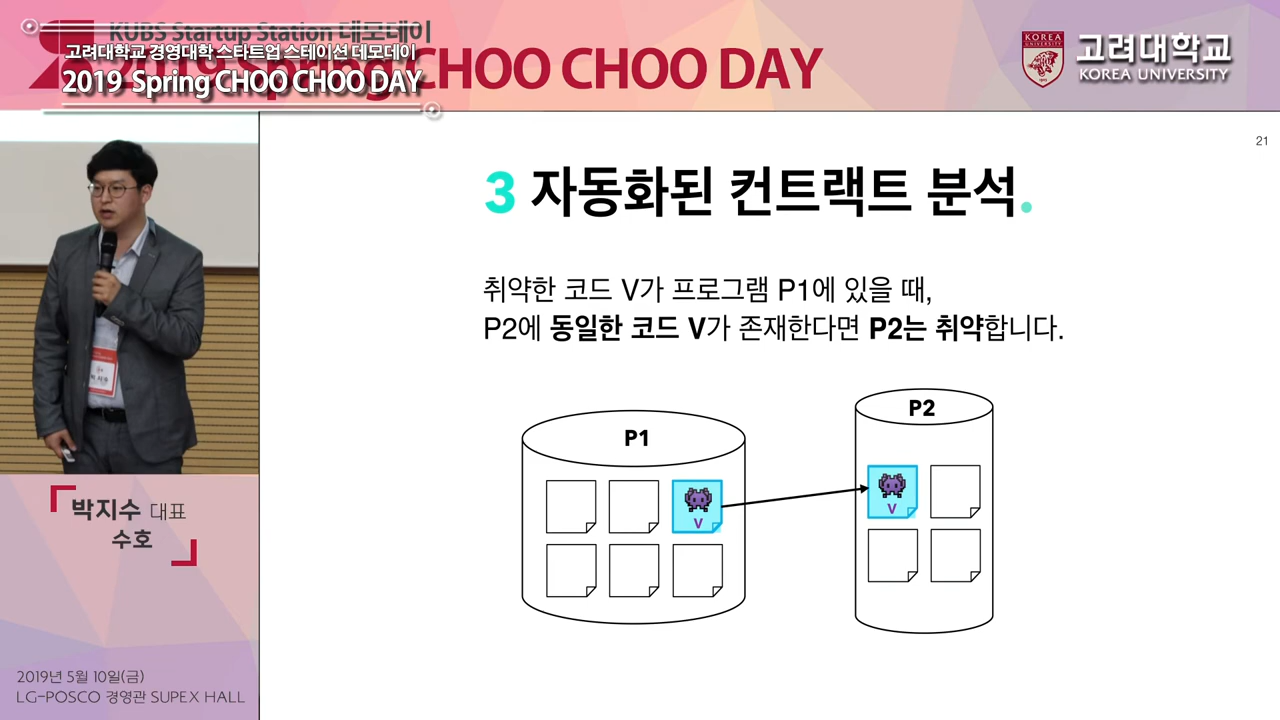 KUBS Startup Station 데모데이
고려대학교 경영대학 스타트업 스테이션 데모데이
2019 Spring CHOO CHOO DAY
2019 Spring CHOO CHOO DAY
KOREA
UNIVERSITY
고려대학교
KOREA UNIVERSITY
21
3 자동화된 컨트랙트 분석.
취약한 코드 V가 프로그램 P1에 있을 때,
P2에 동일한 코드 V가 존재한다면 P2는 취약합니다.
P1
P2
V
V
박지수 대표
수호
2019년 5월 10일(금)
LG-POSCO 경영관 SUPEX HALL